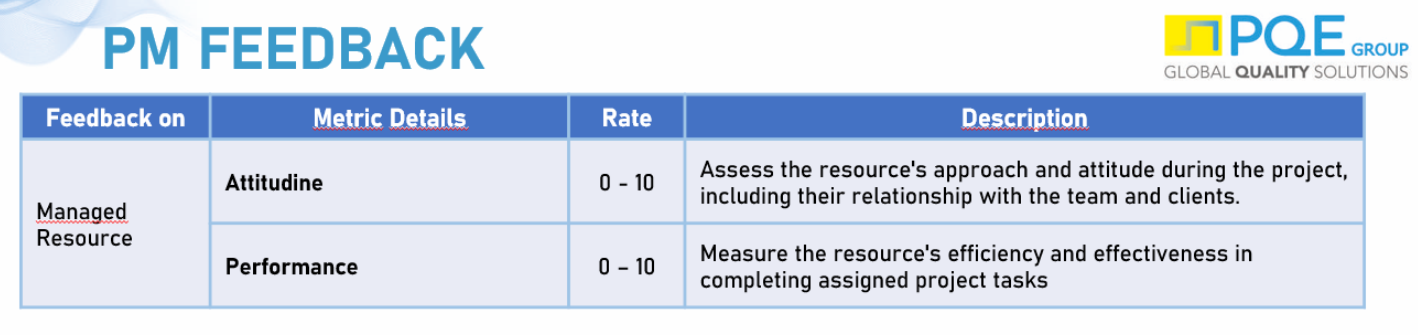 PM FEEDBACK
PQE GROUP
GLOBAL QUALITY SOLUTIONS
Feedback on Metric Details Rate Description
Managed
Resource
Attitudine
0 - 10
Assess the resource's approach and attitude during the project,
including their relationship with the team and clients.
Performance
0 – 10
Measure the resource's efficiency and effectiveness in
completing assigned project tasks